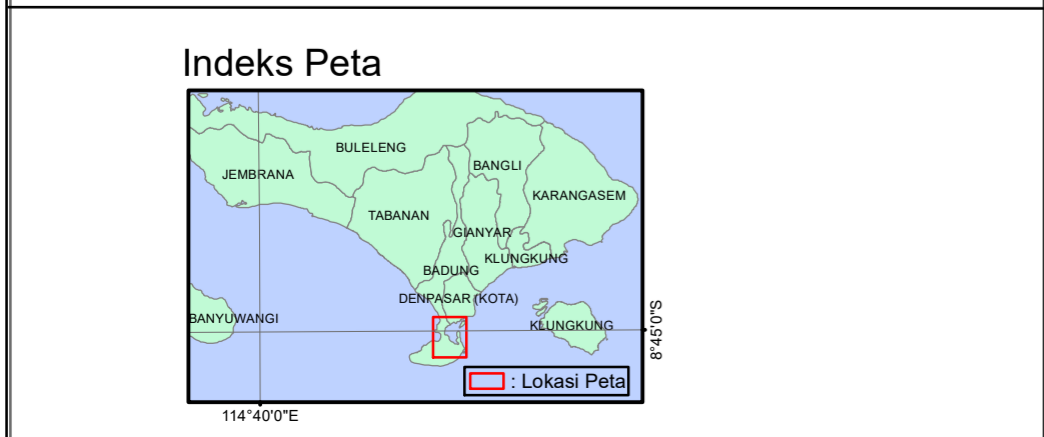 Indeks Peta
BULELENG
BANGLI
JEMBRANA
KARANGASEM
TABANAN
GIANYAR
KLUNGKUNG
BADUNG
DENPASAR (KOTA)
BANYUWANGI
KLUNGKUNG
8°45'0"S
: Lokasi Peta
114°40'0"E